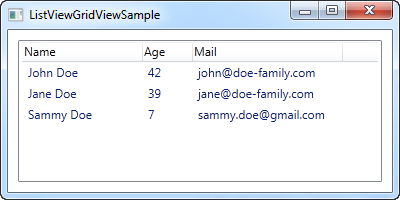 ListViewGridViewSample
Name Age Mail
John Doe 42 john@doe-family.com
Jane Doe 39 jane@doe-family.com
Sammy Doe 7 sammy.doe@gmail.com